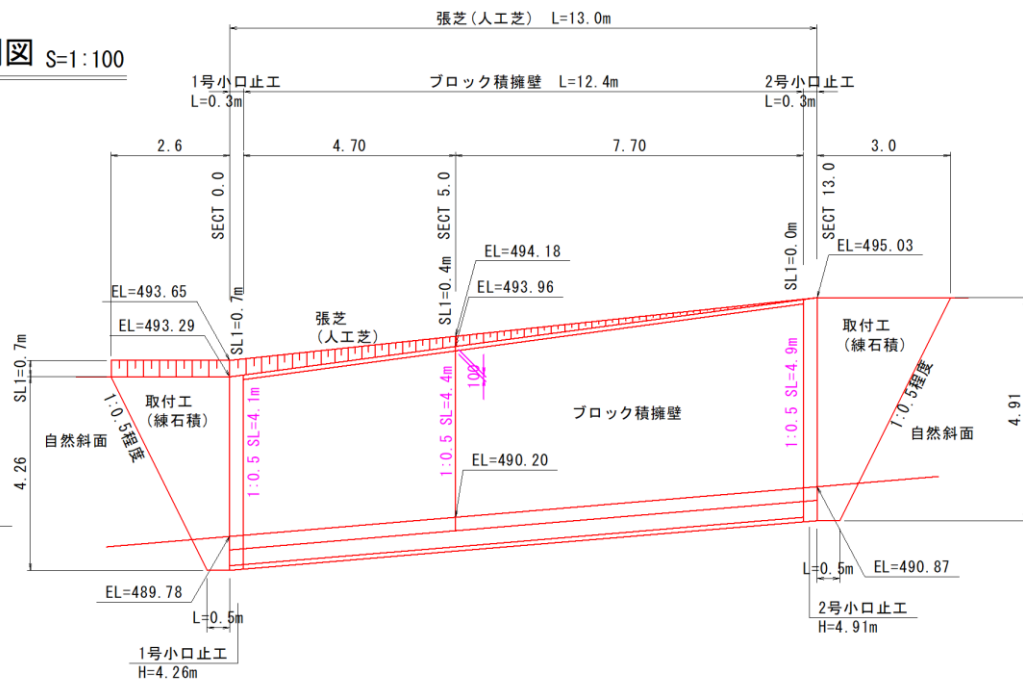 図 S=1:100
張芝(人工芝) L=13.0m
1号小口止工
L=0.3m
ブロック積擁壁 L=12.4m
2号小口止工
L=0.3m
2.6
4.70
7.70
3.0
SECT 0.0
SECT 5.0
SECT 13.0
SL1=0.7m
SL1=0.4m
SL1=0.0m
EL=494.18
EL=493.96
EL=495.03
EL=493.65
EL=493.29
張芝
(人工芝)
SL1=0.7m
取付工
(練石積)
1:0.5程度
自然斜面
4.26
1:0.5 SL=4.1m
100
1:0.5 SL=4.4m
ブロック積擁壁
1:0.5 SL=4.9m
取付工
(練石積)
1:0.5程度
自然斜面
4.91
EL=490.20
EL=489.78
L=0.5m
1号小口止工
H=4.26m
L=0.5m
EL=490.87
2号小口止工
H=4.91m